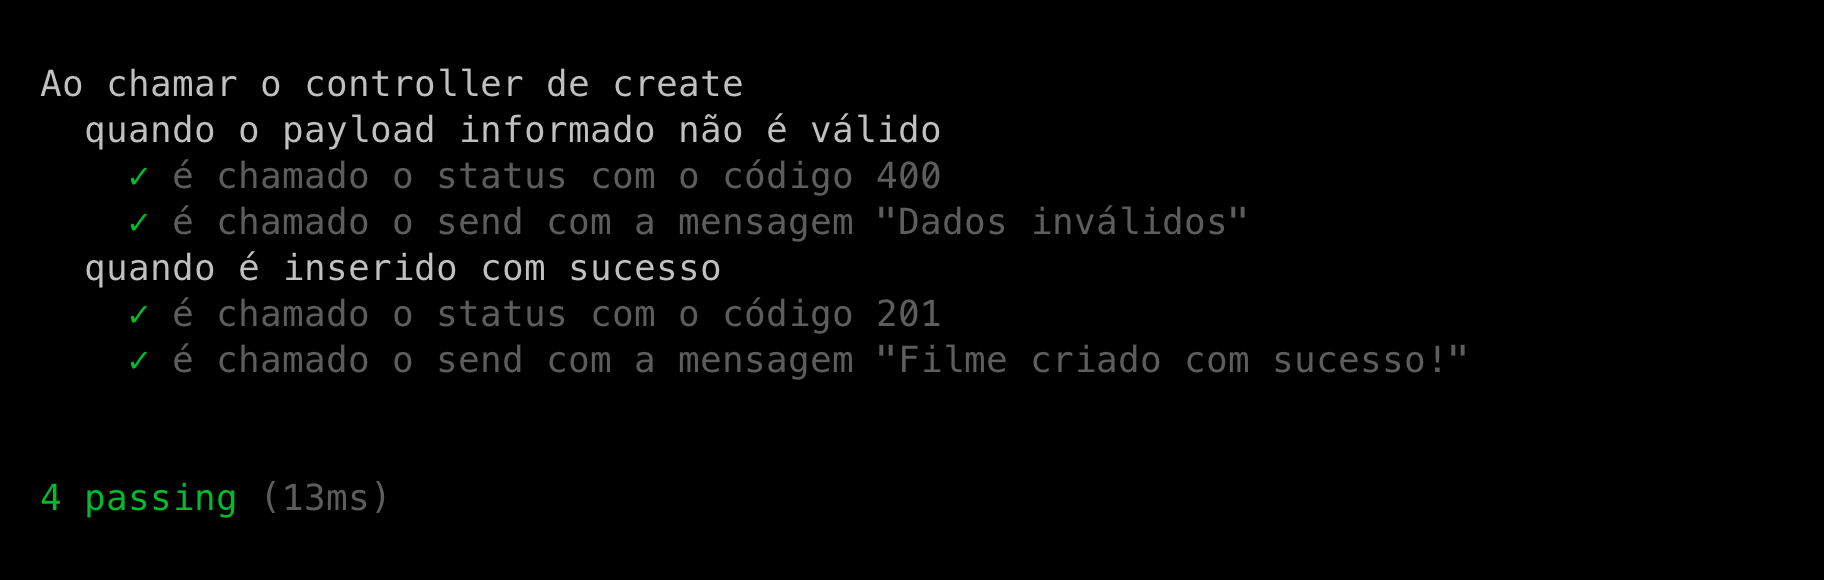 Ao chamar o controller de create
quando o payload informado não é válido
✓ é chamado o status com o código 400
✓ é chamado o send com a mensagem "Dados inválidos"
quando é inserido com sucesso
✓ é chamado o status com o código 201
✓ é chamado o send com a mensagem "Filme criado com sucesso!"
4 passing (13ms)